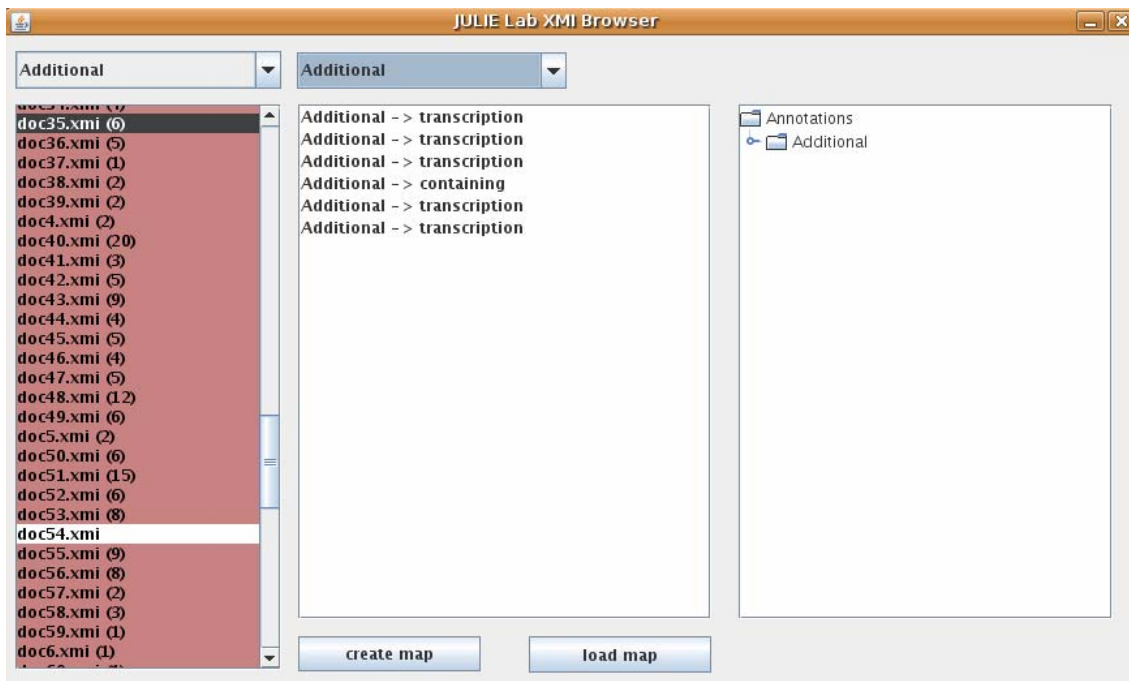 JULIE Lab XMI Browser
Additional
Additional
doc35.xmi (6)
doc36.xmi (5)
doc37.xmi (1)
doc38.xmi (2)
doc39.xmi (2)
doc4.xmi (2)
doc40.xmi (20)
doc41.xmi (3)
doc42.xmi (5)
doc43.xmi (9)
doc44.xmi (4)
doc45.xmi (5)
doc46.xmi (4)
doc47.xmi (5)
doc48.xmi (12)
doc49.xmi (6)
doc5.xmi (2)
doc50.xmi (6)
doc51.xmi (15)
doc52.xmi (6)
doc53.xmi (8)
doc54.xmi
doc55.xmi (9)
doc56.xmi (8)
doc57.xmi (2)
doc58.xmi (3)
doc59.xmi (1)
doc6.xmi (1)
Additional -> transcription
Additional -> transcription
Additional -> transcription
Additional -> containing
Additional -> transcription
Additional -> transcription
Annotations
Additional
create map
load map